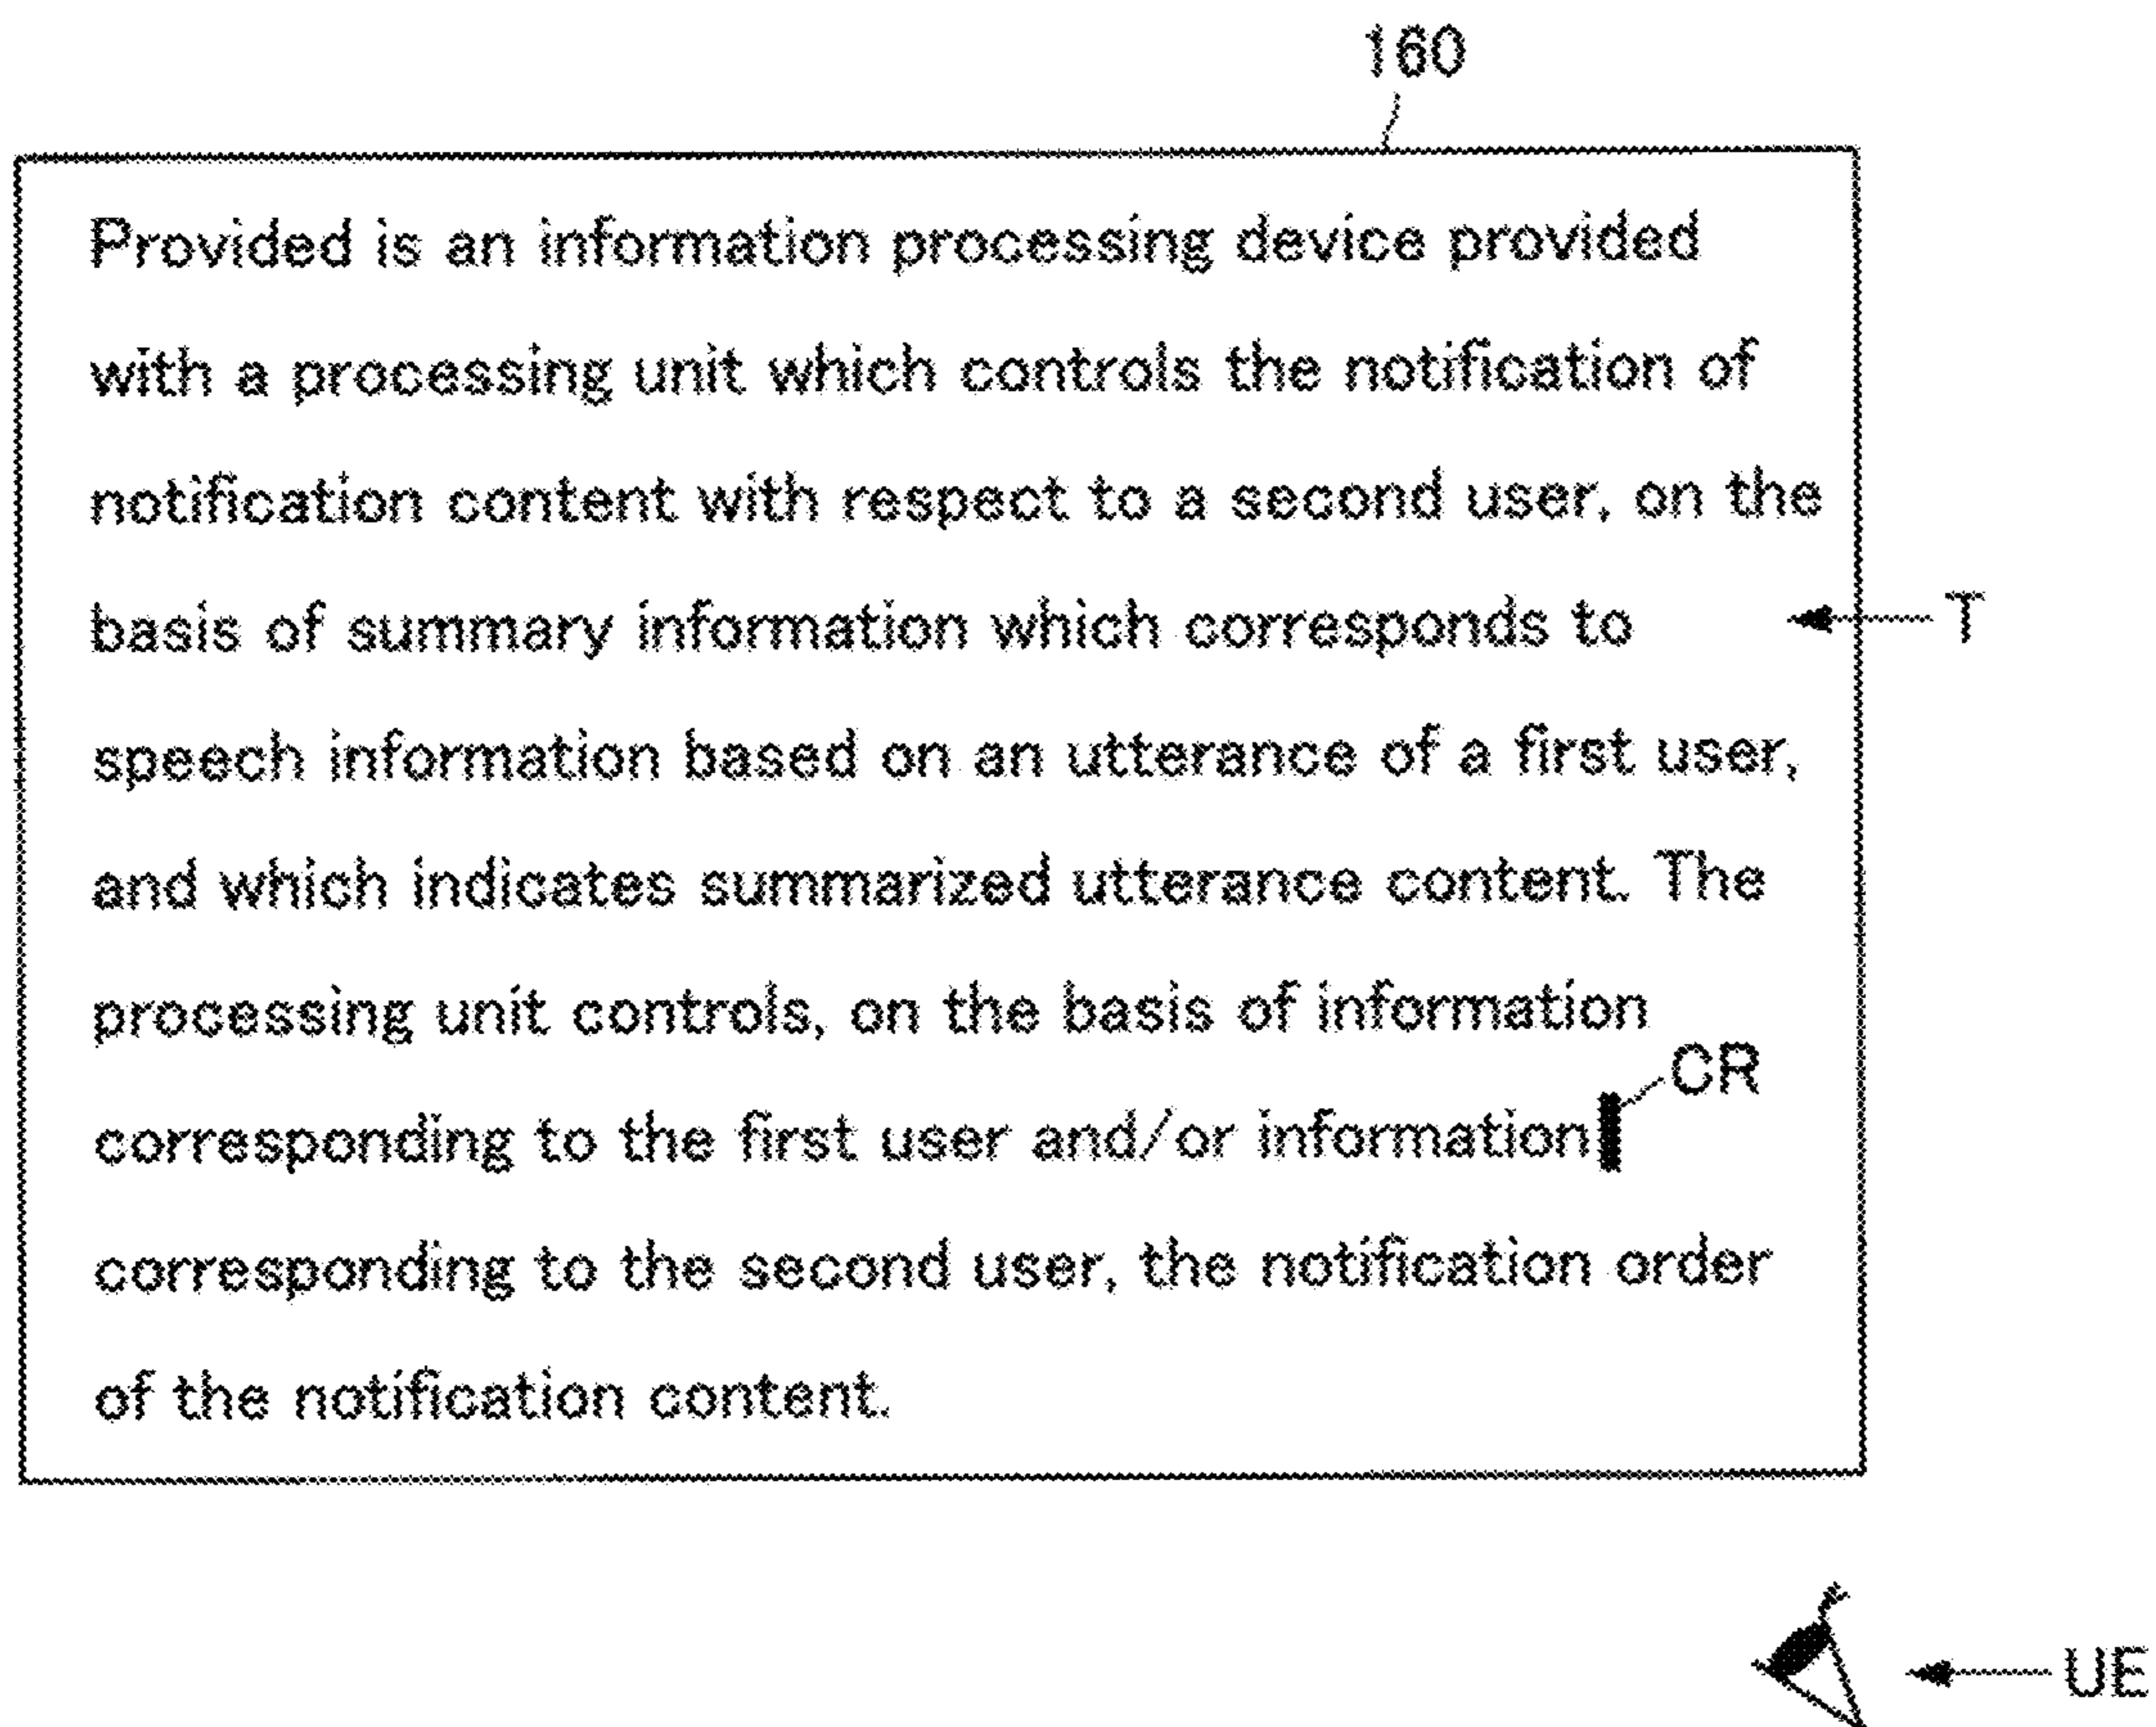 160
Provided is an information processing device provided
with a processing unit which controls the notification of
notification content with respect to a second user, on the
basis of summary information which corresponds to
T
speech information based on an utterance of a first user,
and which indicates summarized utterance content. The
processing unit controls, on the basis of information
CR
corresponding to the first user and/or information
corresponding to the second user, the notification order
of the notification content.
UE